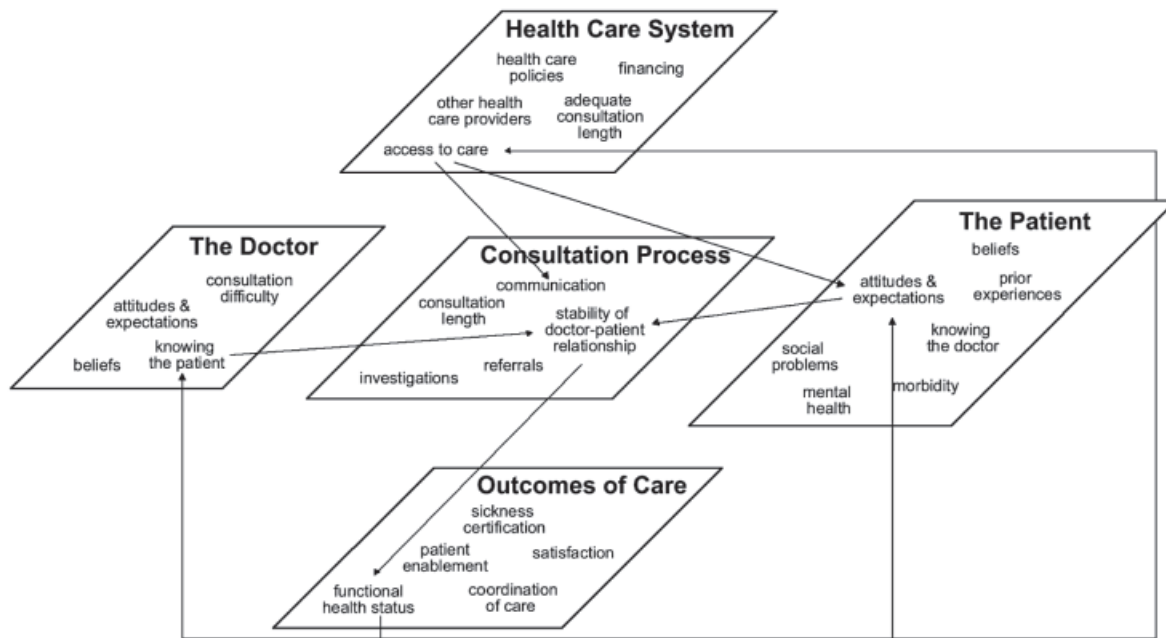 Health Care System
health care
policies
financing
other health
care providers
adequate
consultation
length
access to care
The Doctor
consultation
difficulty
attitudes &
expectations
knowing
the patient
beliefs
Consultation Process
communication
consultation
length
stability of
doctor-patient
relationship
referrals
investigations
The Patient
beliefs
attitudes &
expectations
prior
experiences
knowing
the doctor
social
problems
mental
health
morbidity
Outcomes of Care
sickness
certification
patient
enablement
satisfaction
functional
health status
coordination
of care